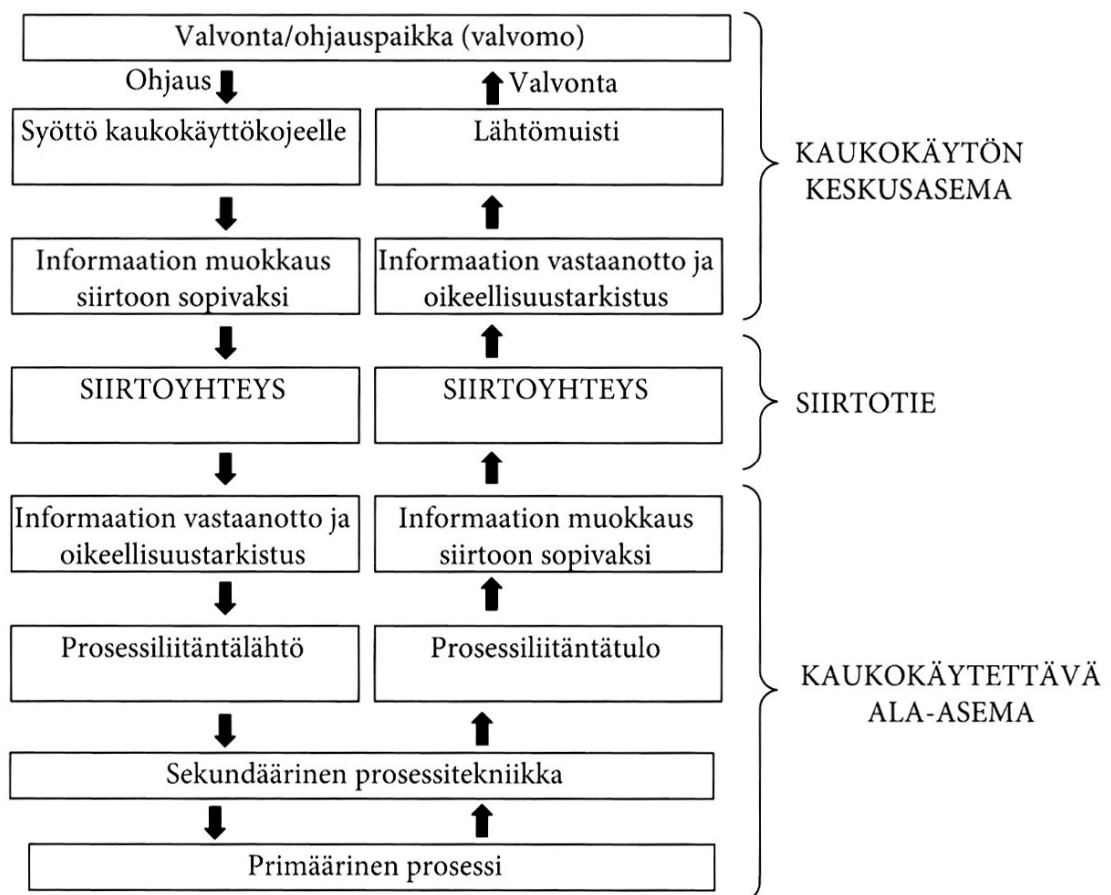 Valvonta/ohjauspaikka (valvomo)
Ohjaus
Valvonta
Syöttö kaukokäyttökojeelle
Lähtömuisti
KAUKOKÄYTÖN
KESKUSASEMA
Informaation muokkaus
siirtoon sopivaksi
Informaation vastaanotto ja
oikeellisuustarkistus
SIIRTOYHTEYS
SIIRTOYHTEYS
SIIRTOTIE
Informaation vastaanotto ja
oikeellisuustarkistus
Informaation muokkaus
siirtoon sopivaksi
Prosessiliitäntälähtö
Prosessiliitäntätulo
KAUKOKÄYTETTÄVÄ
ALA-ASEMA
Sekundäärinen prosessitekniikka
Primäärinen prosessi